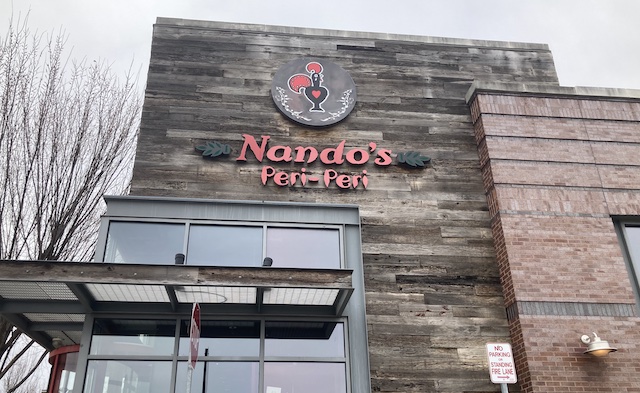 Nando's
Peri-Peri
NO
PARKING
OR
STANDING
FIRE LANE